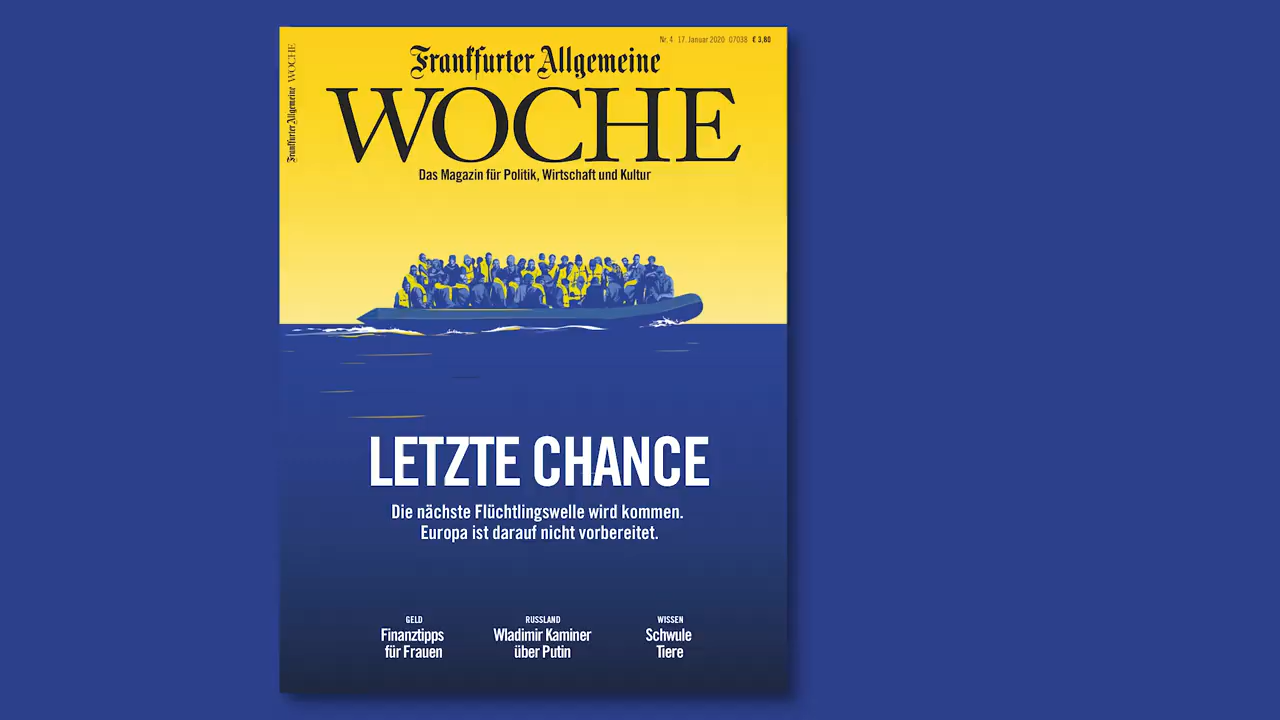 Nr. 4 17. Januar 2020 07038 € 3,80
Frankfurter Allgemeine WOCHE
Frankfurter Allgemeine
WOCHE
Das Magazin für Politik, Wirtschaft und Kultur
LETZTE CHANCE
Die nächste Flüchtlingswelle wird kommen.
Europa ist darauf nicht vorbereitet.
GELD
Finanztipps
für Frauen
RUSSLAND
Wladimir Kaminer
über Putin
WISSEN
Schwule
Tiere